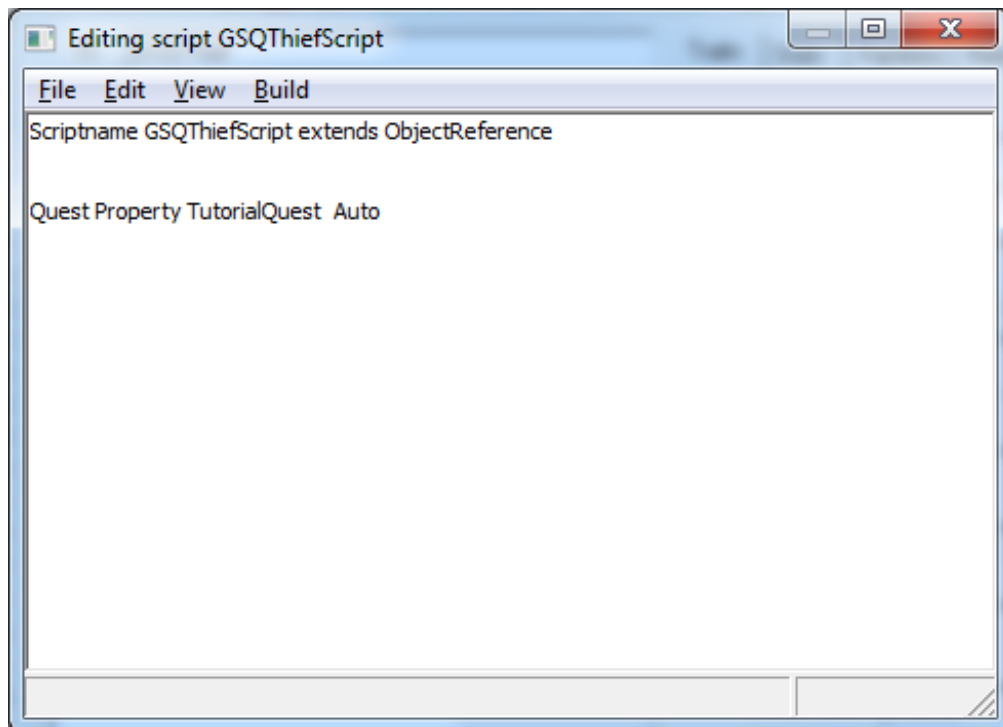 Editing script GSQThiefScript
File Edit View Build
Scriptname GSQThiefScript extends ObjectReference
Quest Property TutorialQuest  Auto